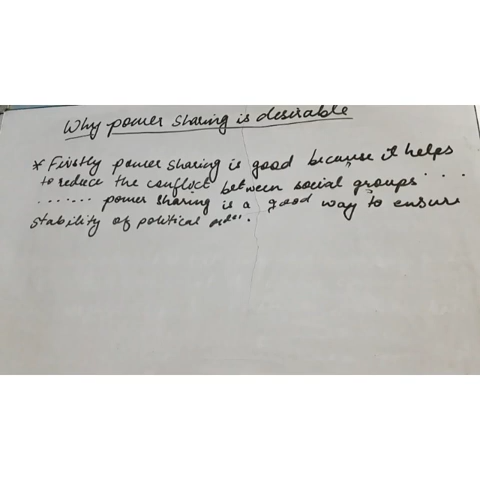 Why power sharing is desirable
* Firstly power sharing is good because it helps
to reduce the conflict between social groups ....
....... power sharing is a good way to ensure
stability of political order.